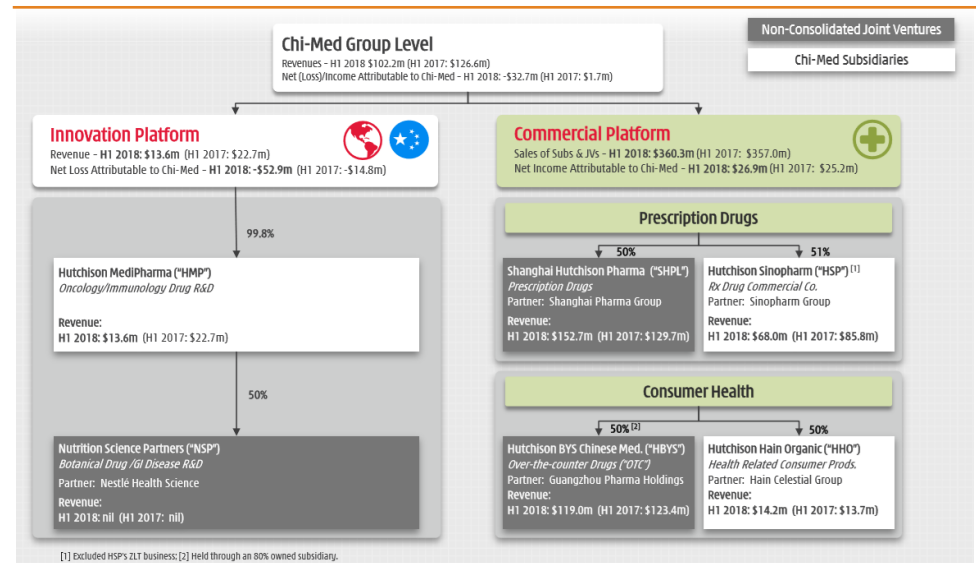 Non-Consolidated Joint Ventures
Chi-Med Subsidiaries
Chi-Med Group Level
Revenues – H1 2018 $102.2m (H1 2017: $126.6m)
Net (Loss)/Income Attributable to Chi-Med – H1 2018: -$32.7m (H1 2017: $1.7m)
Innovation Platform
Revenue – H1 2018: $13.6m (H1 2017: $22.7m)
Net Loss Attributable to Chi-Med – H1 2018: -$52.9m (H1 2017: -$14.8m)
99.8%
Hutchison MediPharma (“HMP”)
Oncology/Immunology Drug R&D
Revenue:
H1 2018: $13.6m (H1 2017: $22.7m)
50%
Nutrition Science Partners (“NSP”)
Botanical Drug /GI Disease R&D
Partner: Nestlé Health Science
Revenue:
H1 2018: nil (H1 2017: nil)
Commercial Platform
Sales of Subs & JVs – H1 2018: $360.3m (H1 2017: $357.0m)
Net Income Attributable to Chi-Med – H1 2018: $26.9m (H1 2017: $25.2m)
Prescription Drugs
50%
Shanghai Hutchison Pharma (“SHPL”)
Prescription Drugs
Partner: Shanghai Pharma Group
Revenue:
H1 2018: $152.7m (H1 2017: $129.7m)
51%
Hutchison Sinopharm (“HSP”) [1]
Rx Drug Commercial Co.
Partner: Sinopharm Group
Revenue:
H1 2018: $68.0m (H1 2017: $85.8m)
Consumer Health
50% [2]
Hutchison BYS Chinese Med. (“HBYS”)
Over-the-counter Drugs (“OTC”)
Partner: Guangzhou Pharma Holdings
Revenue:
H1 2018: $119.0m (H1 2017: $123.4m)
50%
Hutchison Hain Organic (“HHO”)
Health Related Consumer Prods.
Partner: Hain Celestial Group
Revenue:
H1 2018: $14.2m (H1 2017: $13.7m)
[1] Excluded HSP's ZLT business; [2] Held through an 80% owned subsidiary.